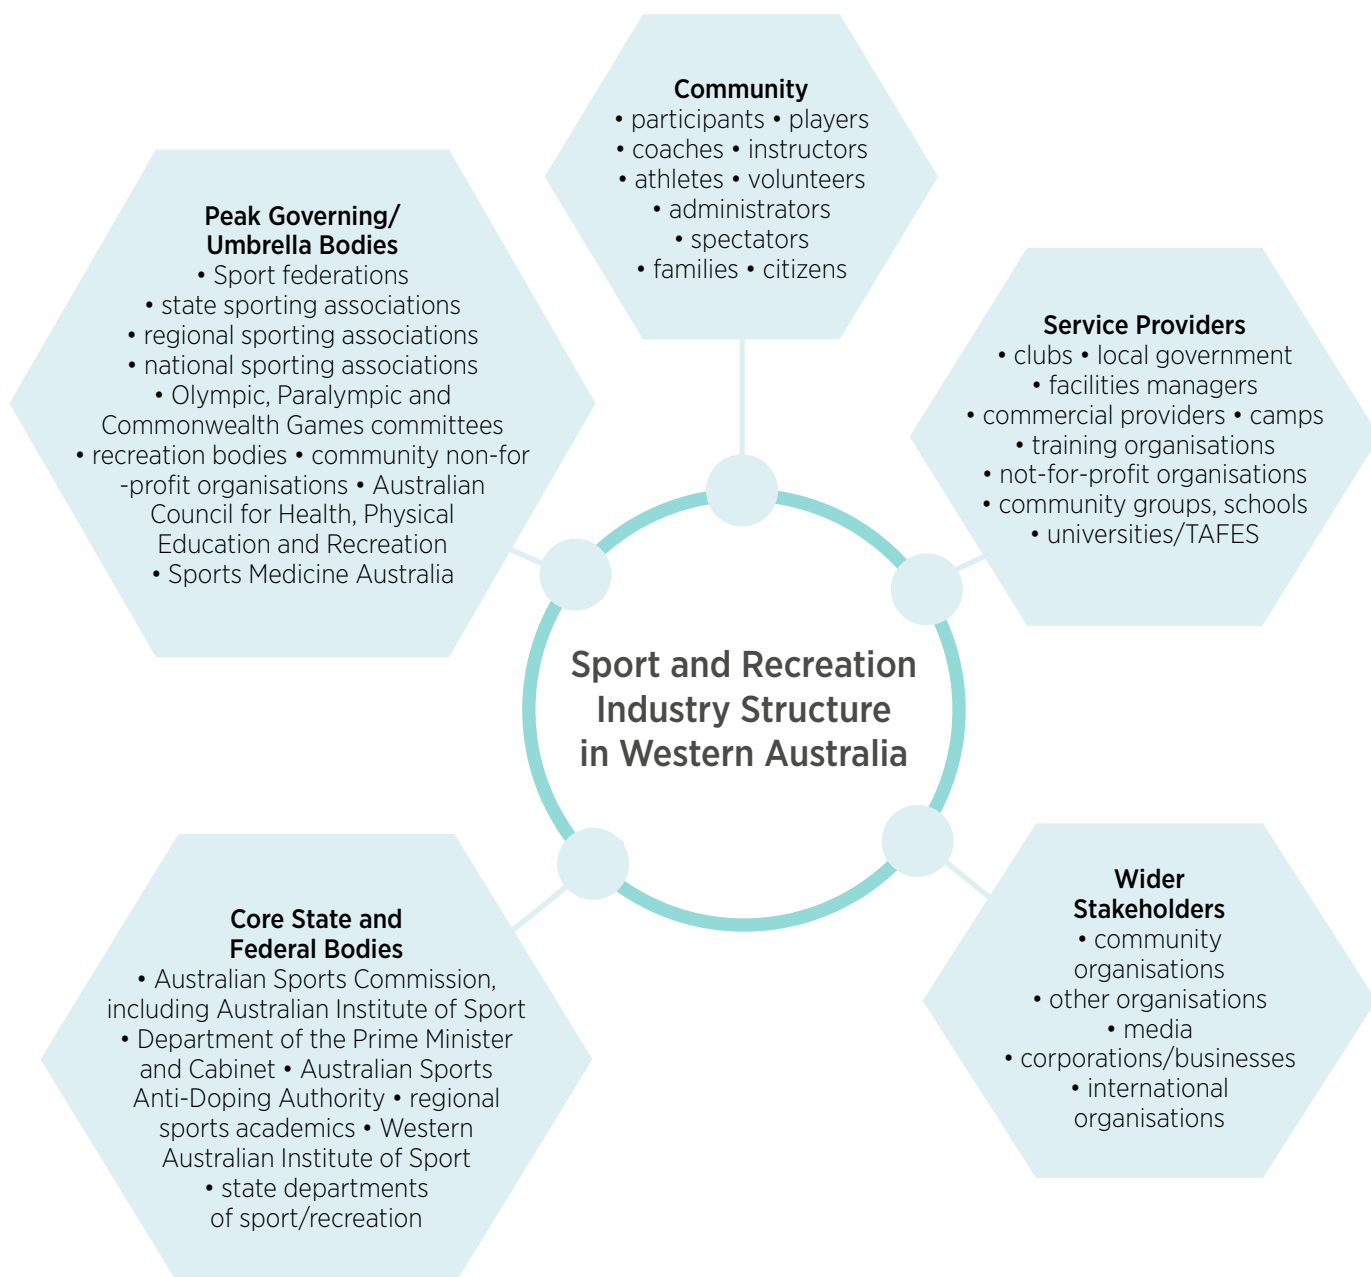 Community
• participants • players
• coaches • instructors
• athletes • volunteers
• administrators
• spectators
• families • citizens
Peak Governing/
Umbrella Bodies
• Sport federations
• state sporting associations
• regional sporting associations
• national sporting associations
• Olympic, Paralympic and
Commonwealth Games committees
• recreation bodies • community non-for
-profit organisations • Australian
Council for Health, Physical
Education and Recreation
• Sports Medicine Australia
Service Providers
• clubs • local government
• facilities managers
• commercial providers • camps
• training organisations
• not-for-profit organisations
• community groups, schools
• universities/TAFES
Sport and Recreation
Industry Structure
in Western Australia
Core State and
Federal Bodies
• Australian Sports Commission,
including Australian Institute of Sport
• Department of the Prime Minister
and Cabinet • Australian Sports
Anti-Doping Authority • regional
sports academics • Western
Australian Institute of Sport
• state departments
of sport/recreation
Wider
Stakeholders
• community
organisations
• other organisations
• media
• corporations/businesses
• international
organisations